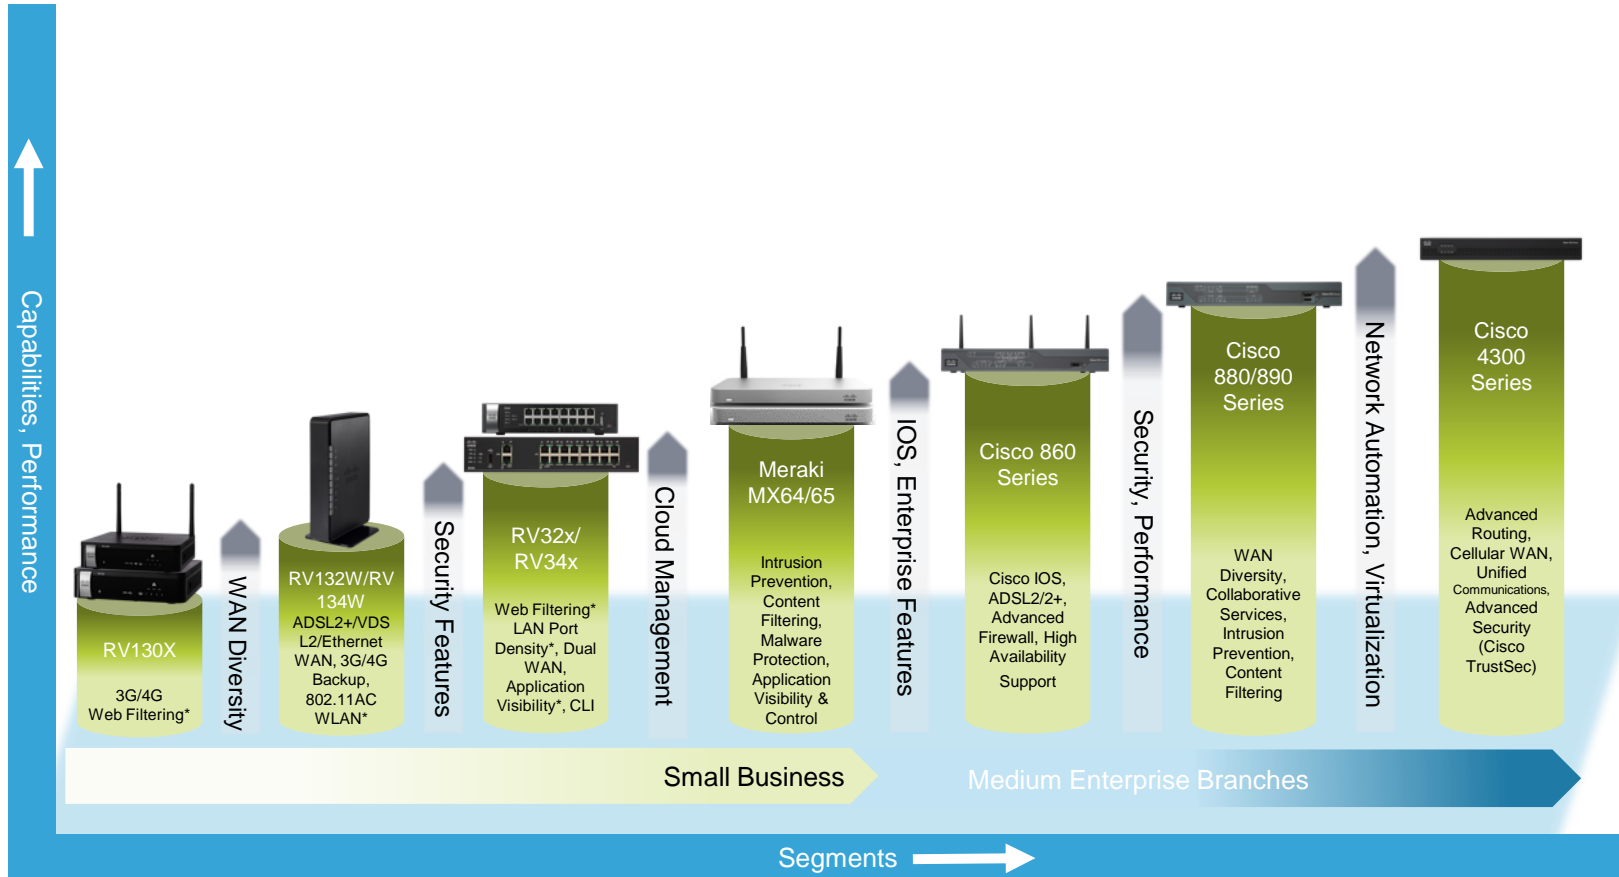 Capabilities, Performance
RV130X
3G/4G
Web Filtering*
WAN Diversity
RV132W/RV
134W
ADSL2+/VDS
L2/Ethernet
WAN, 3G/4G
Backup,
802.11AC
WLAN*
Security Features
RV32x/
RV34x
Web Filtering*
LAN Port
Density*, Dual
WAN,
Application
Visibility*, CLI
Cloud Management
Meraki
MX64/65
Intrusion
Prevention,
Content
Filtering,
Malware
Protection,
Application
Visibility &
Control
IOS, Enterprise Features
Cisco 860
Series
Cisco IOS,
ADSL2/2+,
Advanced
Firewall, High
Availability
Support
Security, Performance
Cisco
880/890
Series
WAN
Diversity,
Collaborative
Services,
Intrusion
Prevention,
Content
Filtering
Network Automation, Virtualization
Cisco
4300
Series
Advanced
Routing,
Cellular WAN,
Unified
Communications,
Advanced
Security
(Cisco
TrustSec)
Small Business
Medium Enterprise Branches
Segments